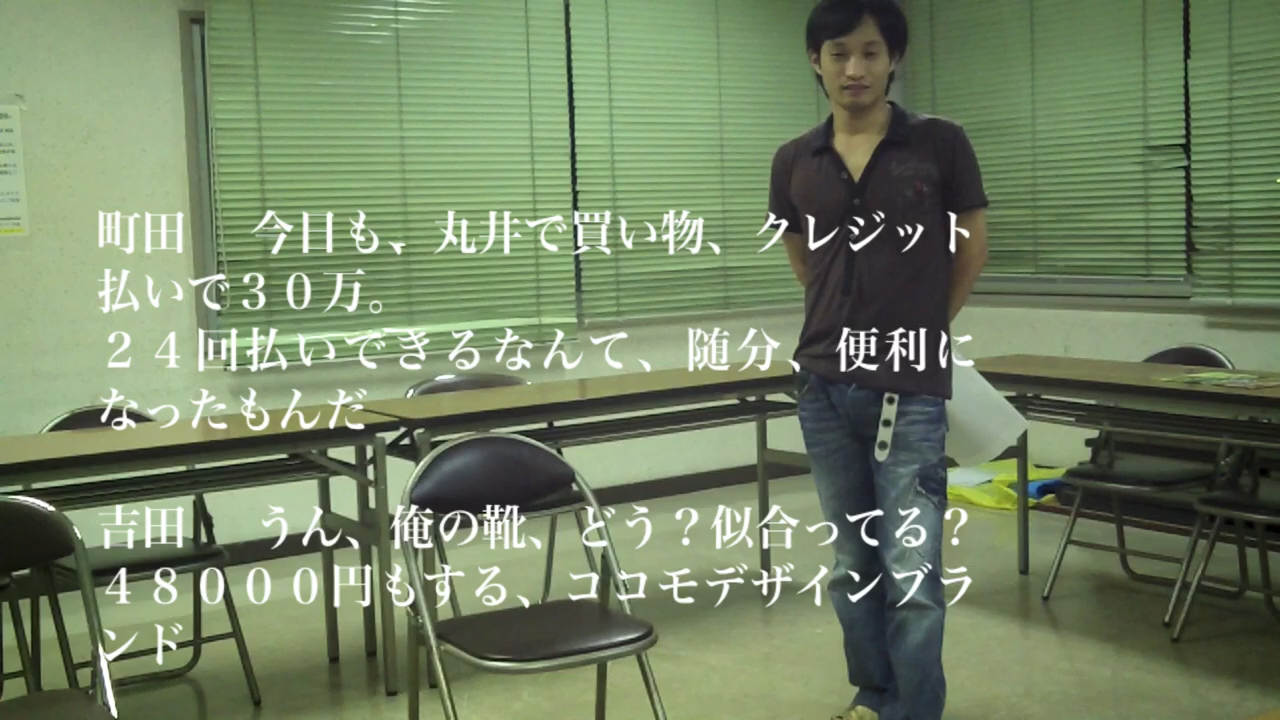 町田　今日も、丸井で買い物、クレジット
払いで３０万。
２４回払いできるなんて、随分、便利に
なったもんだ
吉田　うん、俺の靴、どう？似合ってる？
４８０００円もする、ココモデザインブラ
ンド